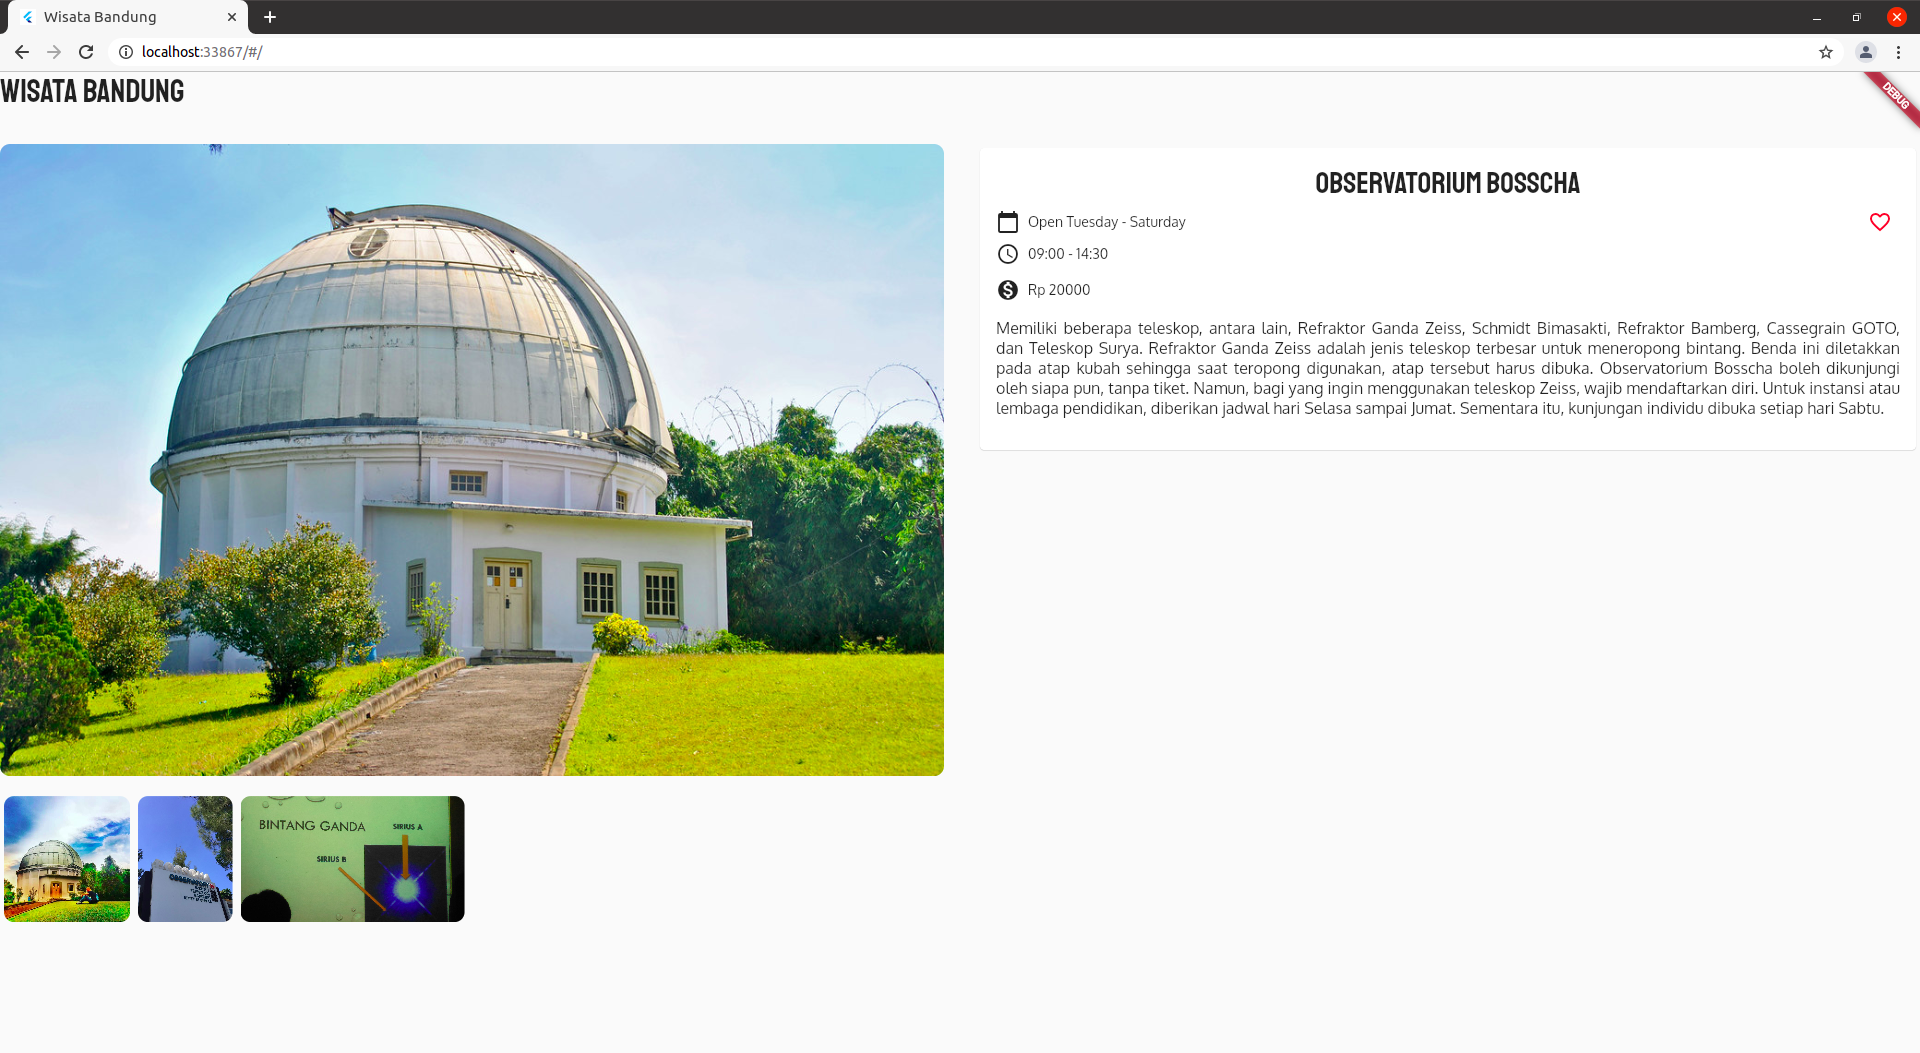 Wisata Bandung
localhost:33867/#/
WISATA BANDUNG
DEBUG
OBSERVATORIUM BOSSCHA
Open Tuesday - Saturday
09:00 - 14:30
Rp 20000
Memiliki beberapa teleskop, antara lain, Refraktor Ganda Zeiss, Schmidt Bimasakti, Refraktor Bamberg, Cassegrain GOTO,
dan Teleskop Surya. Refraktor Ganda Zeiss adalah jenis teleskop terbesar untuk meneropong bintang. Benda ini diletakkan
pada atap kubah sehingga saat teropong digunakan, atap tersebut harus dibuka. Observatorium Bosscha boleh dikunjungi
oleh siapa pun, tanpa tiket. Namun, bagi yang ingin menggunakan teleskop Zeiss, wajib mendaftarkan diri. Untuk instansi atau
lembaga pendidikan, diberikan jadwal hari Selasa sampai Jumat. Sementara itu, kunjungan individu dibuka setiap hari Sabtu.
BINTANG GANDA
SIRIUS A
SIRIUS B